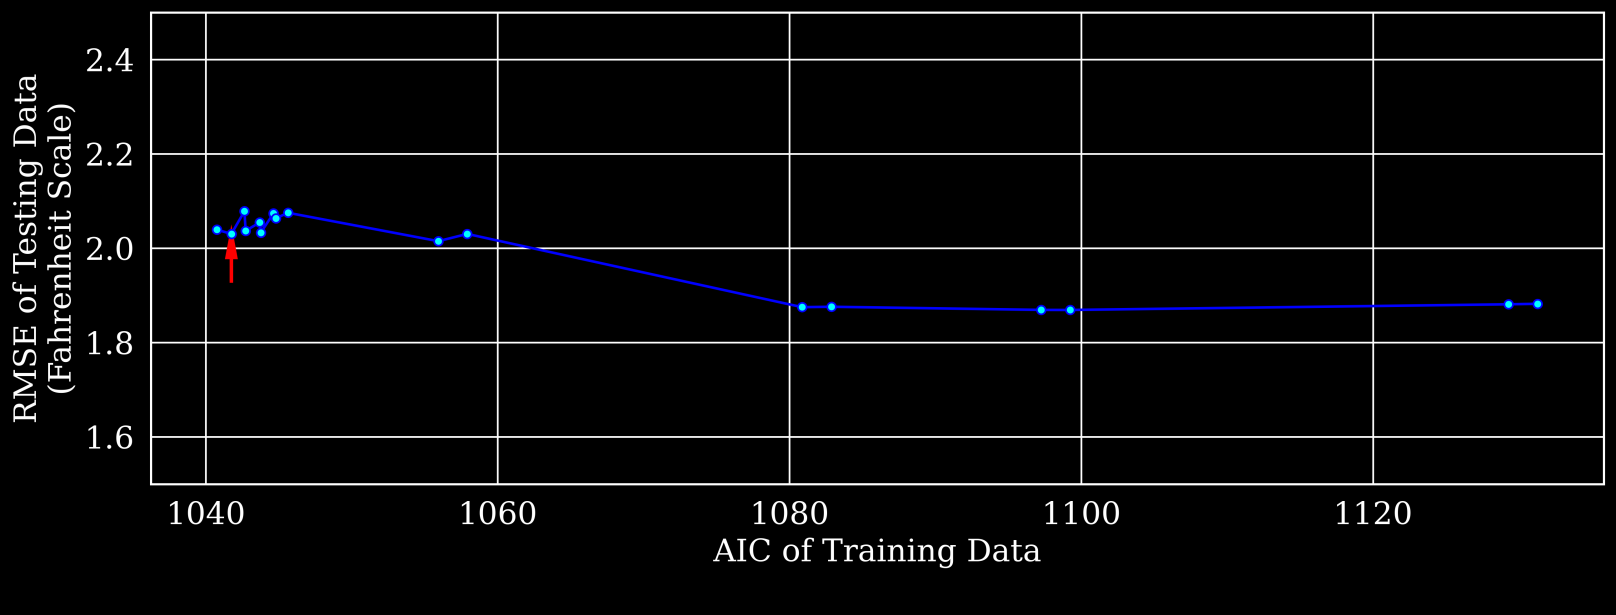 RMSE of Testing Data
(Fahrenheit Scale)
2.4
2.2
2.0
1.8
1.6
1040 1060 1080 1100 1120
AIC of Training Data